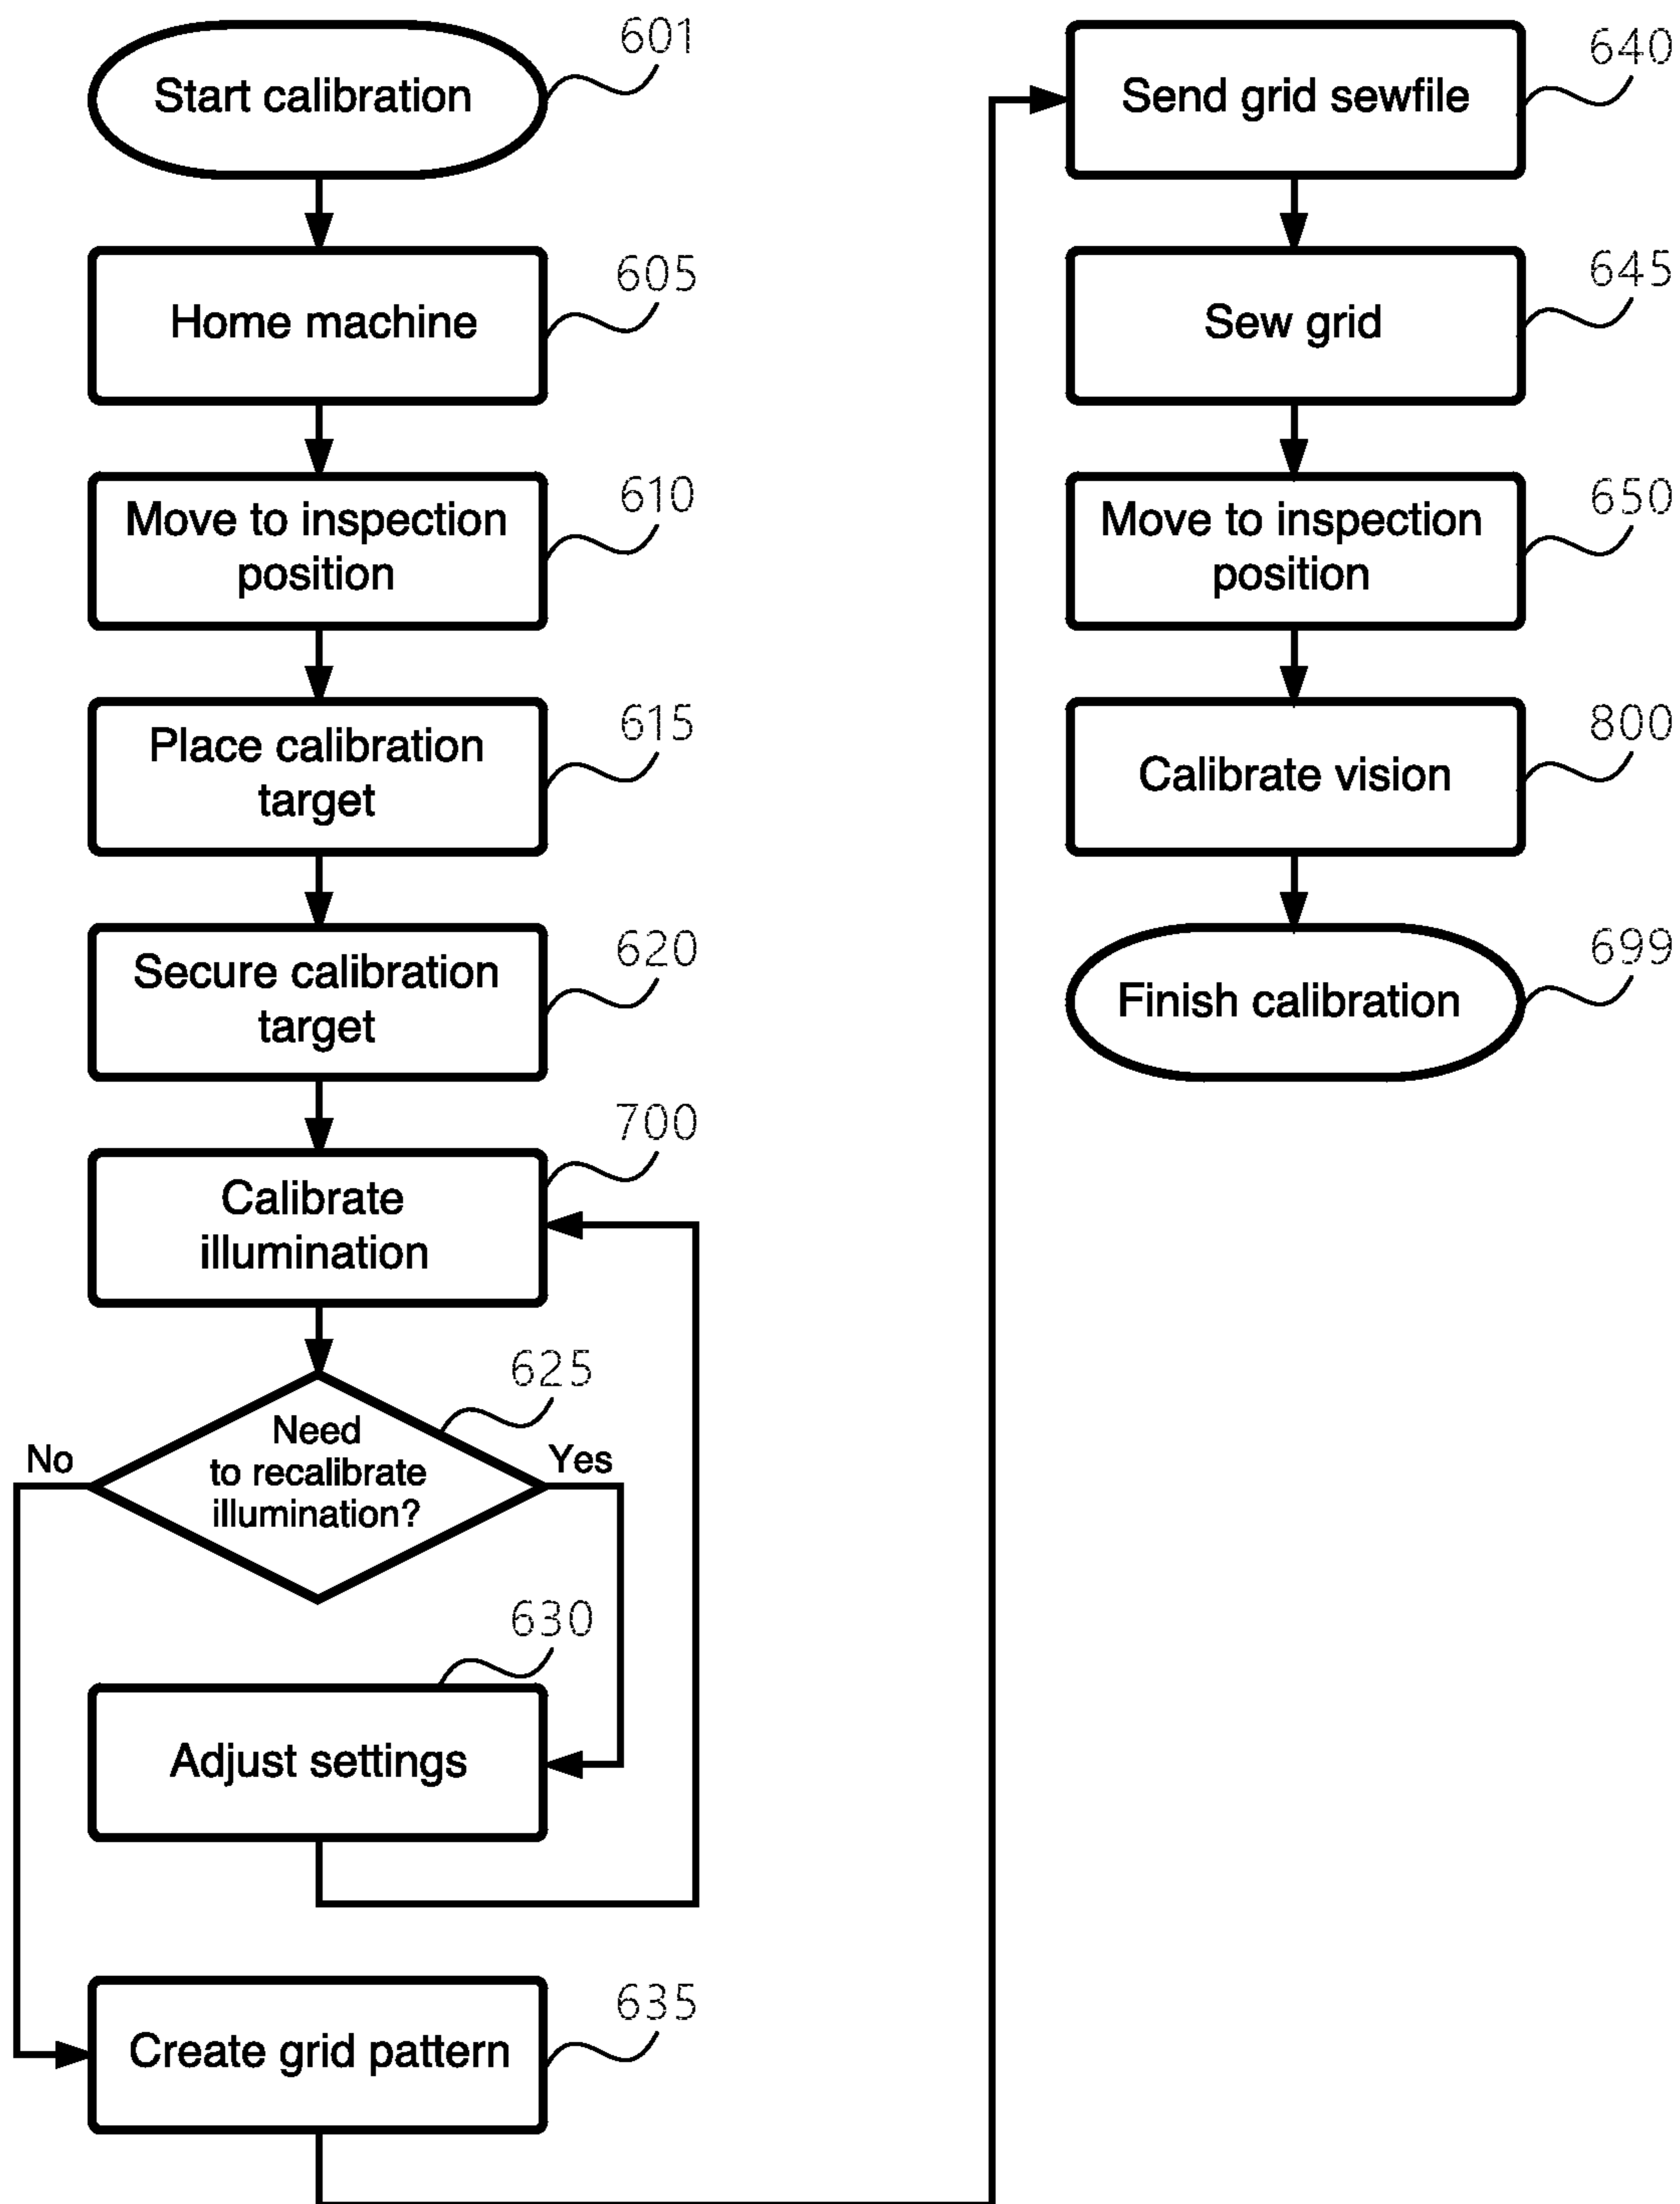 Start calibration
601
Home machine
605
Move to inspection
position
610
Place calibration
target
615
Secure calibration
target
620
Calibrate
illumination
700
Need
to recalibrate
illumination?
625
No
Yes
Adjust settings
630
Create grid pattern
635
Send grid sewfile
640
Sew grid
645
Move to inspection
position
650
Calibrate vision
800
Finish calibration
699